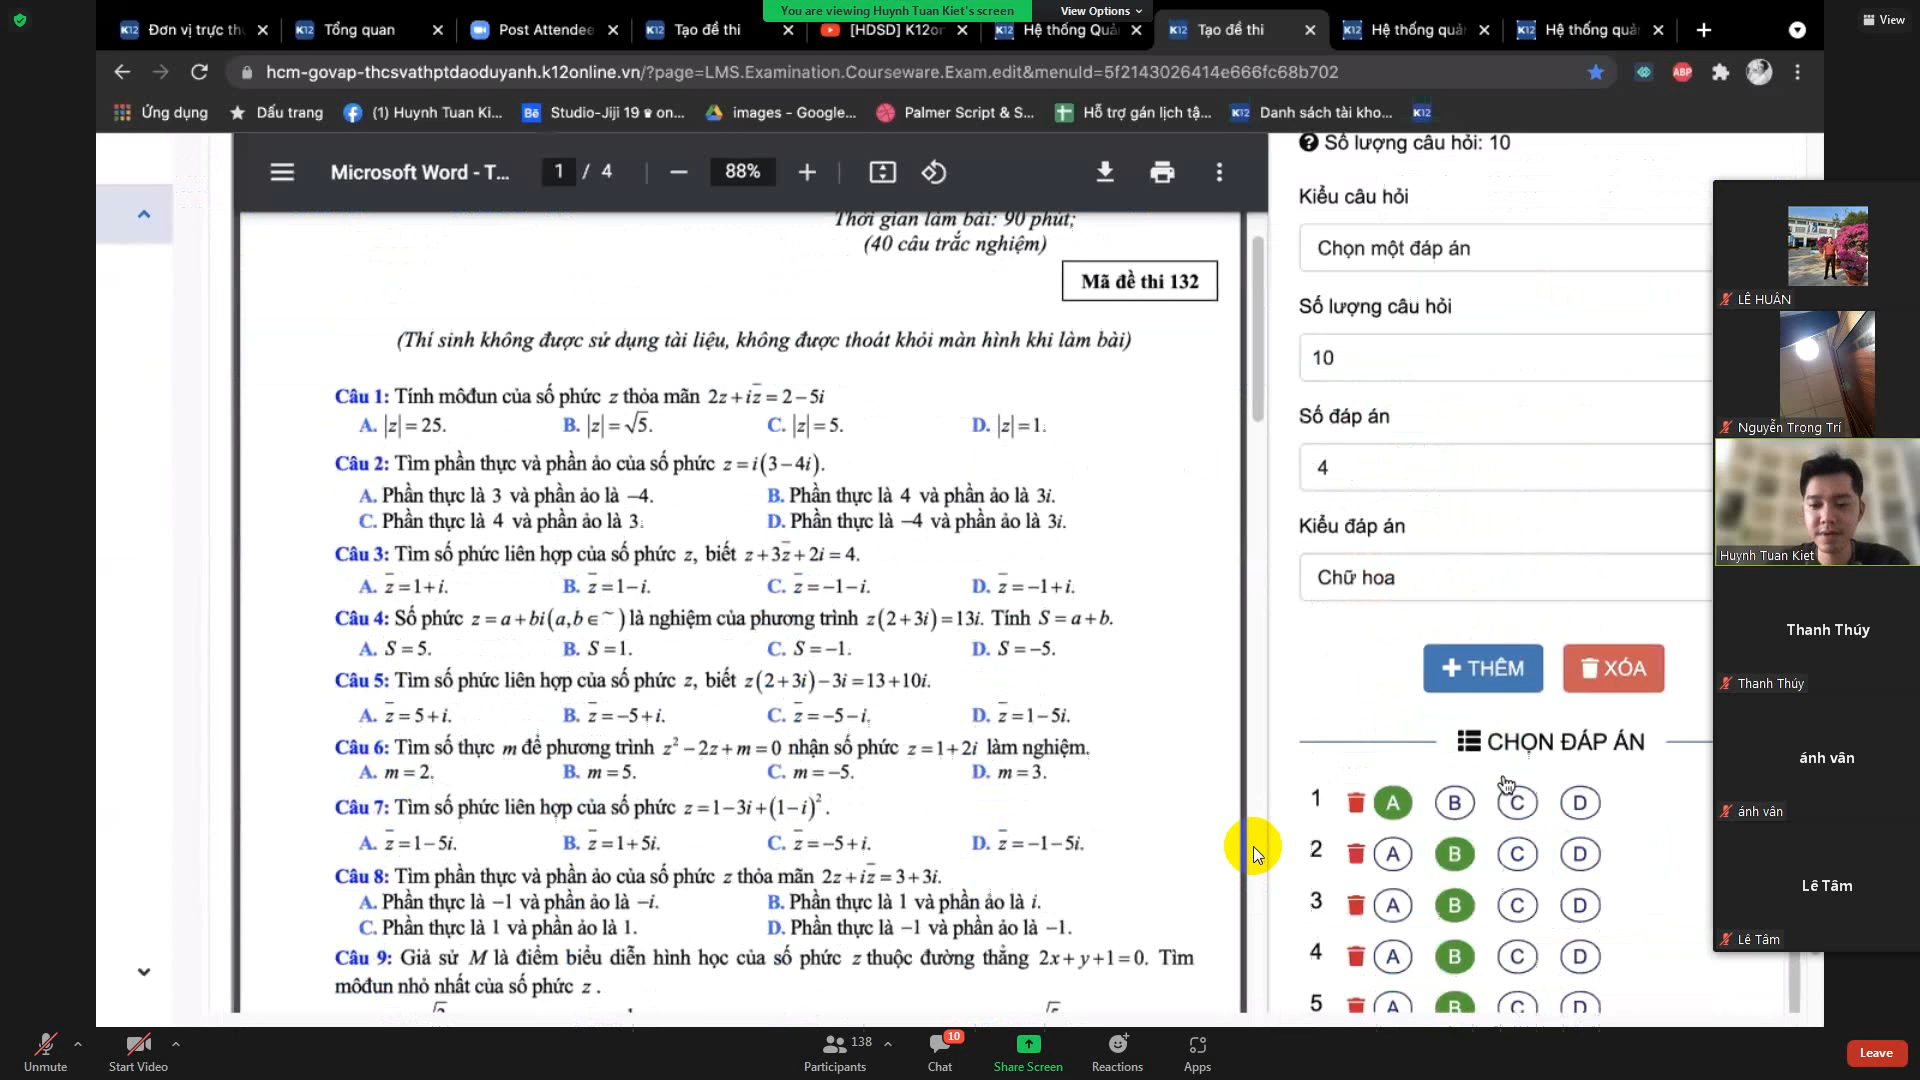 You are viewing Huynh Tuan Kiet's screen
View Options
View
Đơn vị trực th
Tổng quan
Post Attendee
Tạo đề thi
[HDSD] K12on
Hệ thống Quả
Tạo đề thi
Hệ thống quả
Hệ thống quả
hcm-govap-thcsvathptdaoduyanh.k12online.vn/?page=LMS.Examination.Courseware.Exam.edit&menuId=5f2143026414e666fc68b702
ABP
Ứng dụng
Dấu trang
(1) Huynh Tuan Ki...
Studio-Jiji 19 ♛ on...
images - Google...
Palmer Script & S...
Hỗ trợ gán lịch tậ...
Danh sách tài kho...
K12
Microsoft Word - T...
1 / 4
88%
Thời gian làm bài: 90 phút;
(40 câu trắc nghiệm)
Mã đề thi 132
(Thí sinh không được sử dụng tài liệu, không được thoát khỏi màn hình khi làm bài)
Câu 1: Tính môđun của số phức z thỏa mãn 2z + iz̄ = 2 − 5i
A. |z| = 25. B. |z| = √5. C. |z| = 5. D. |z| = 1.
Câu 2: Tìm phần thực và phần ảo của số phức z = i(3 − 4i).
A. Phần thực là 3 và phần ảo là −4. B. Phần thực là 4 và phần ảo là 3i.
C. Phần thực là 4 và phần ảo là 3. D. Phần thực là −4 và phần ảo là 3i.
Câu 3: Tìm số phức liên hợp của số phức z, biết z + 3z̄ + 2i = 4.
A. z̄ = 1 + i. B. z̄ = 1 − i. C. z̄ = −1 − i. D. z̄ = −1 + i.
Câu 4: Số phức z = a + bi (a, b ∈ ~) là nghiệm của phương trình z(2 + 3i) = 13i. Tính S = a + b.
A. S = 5. B. S = 1. C. S = −1. D. S = −5.
Câu 5: Tìm số phức liên hợp của số phức z, biết z(2 + 3i) − 3i = 13 + 10i.
A. z̄ = 5 + i. B. z̄ = −5 + i. C. z̄ = −5 − i. D. z̄ = 1 − 5i.
Câu 6: Tìm số thực m để phương trình z² − 2z + m = 0 nhận số phức z = 1 + 2i làm nghiệm.
A. m = 2. B. m = 5. C. m = −5. D. m = 3.
Câu 7: Tìm số phức liên hợp của số phức z = 1 − 3i + (1 − i)².
A. z̄ = 1 − 5i. B. z̄ = 1 + 5i. C. z̄ = −5 + i. D. z̄ = −1 − 5i.
Câu 8: Tìm phần thực và phần ảo của số phức z thỏa mãn 2z + iz̄ = 3 + 3i.
A. Phần thực là −1 và phần ảo là −i. B. Phần thực là 1 và phần ảo là i.
C. Phần thực là 1 và phần ảo là 1. D. Phần thực là −1 và phần ảo là −1.
Câu 9: Giả sử M là điểm biểu diễn hình học của số phức z thuộc đường thẳng 2x + y + 1 = 0. Tìm
môđun nhỏ nhất của số phức z .
Số lượng câu hỏi: 10
Kiểu câu hỏi
Chọn một đáp án
Số lượng câu hỏi
10
Số đáp án
4
Kiểu đáp án
Chữ hoa
THÊM
XÓA
CHỌN ĐÁP ÁN
1 A B C D
2 A B C D
3 A B C D
4 A B C D
5 A B C D
LÊ HUÂN
Nguyễn Trọng Trí
Huynh Tuan Kiet
Thanh Thúy
Thanh Thúy
ánh vân
ánh vân
Lê Tâm
Lê Tâm
Unmute
Start Video
Participants 138
Chat 10
Share Screen
Reactions
Apps
Leave